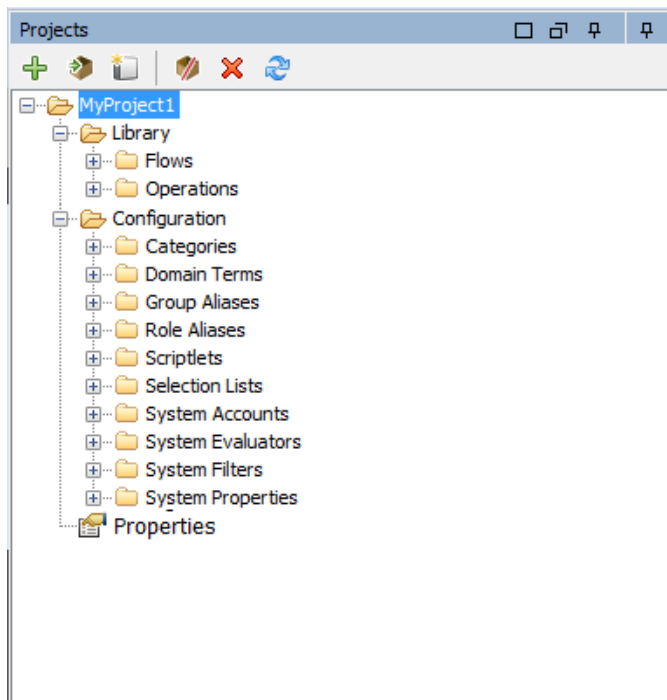 Projects
MyProject1
Library
Flows
Operations
Configuration
Categories
Domain Terms
Group Aliases
Role Aliases
Scriptlets
Selection Lists
System Accounts
System Evaluators
System Filters
System Properties
Properties